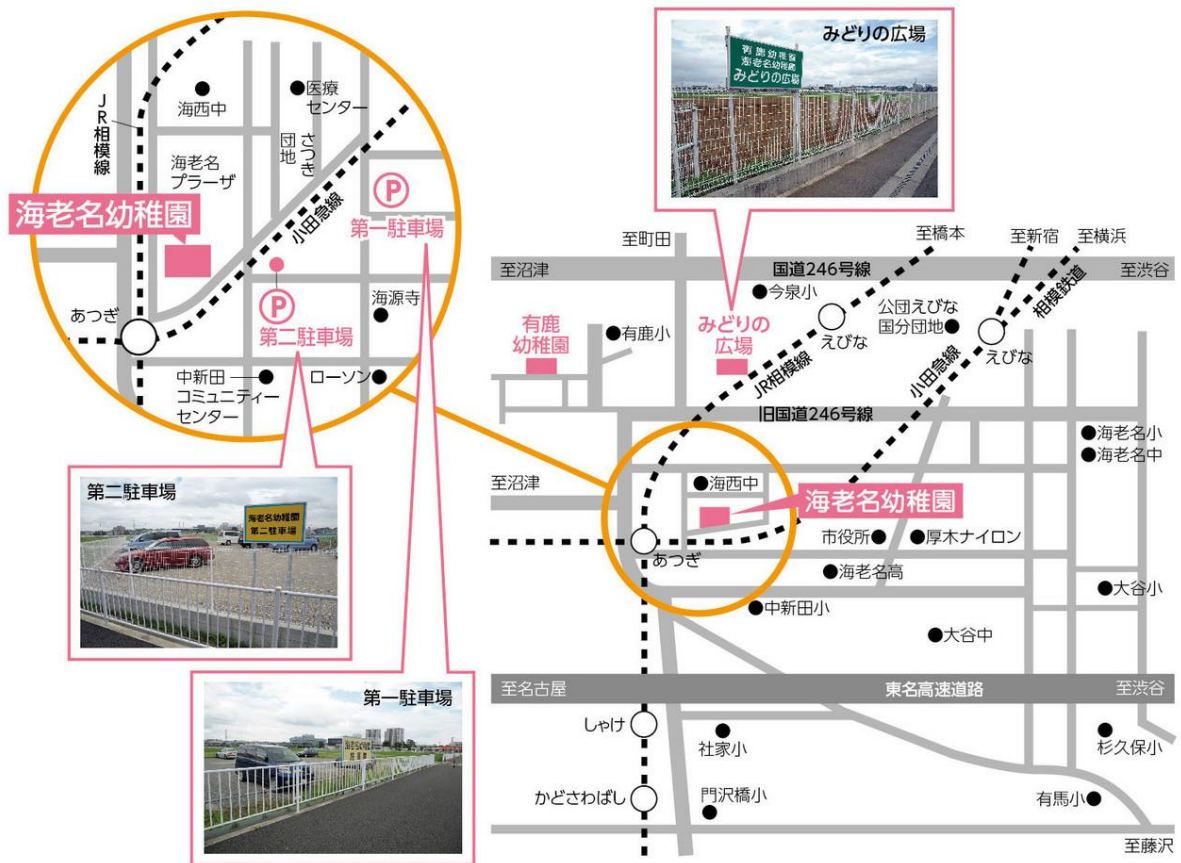 JR相模線
海西中
医療
センター
さつき
団地
海老名
プラーザ
海老名幼稚園
小田急線
P
第一駐車場
あつぎ
P
第二駐車場
海源寺
中新田
コミュニティー
センター
ローソン
みどりの広場
有鹿幼稚園
海老名幼稚園
みどりの広場
至町田
至橋本
至新宿
至横浜
至沼津
国道246号線
至渋谷
相模鉄道
今泉小
公団えびな
国分団地
有鹿
幼稚園
有鹿小
みどりの
広場
えびな
えびな
JR相模線
小田急線
旧国道246号線
海老名小
海老名中
至沼津
海西中
海老名幼稚園
あつぎ
市役所
厚木ナイロン
海老名高
大谷小
中新田小
大谷中
至名古屋
東名高速道路
至渋谷
しゃけ
社家小
杉久保小
かどさわばし
門沢橋小
有馬小
至藤沢
第二駐車場
海老名幼稚園
第二駐車場
第一駐車場